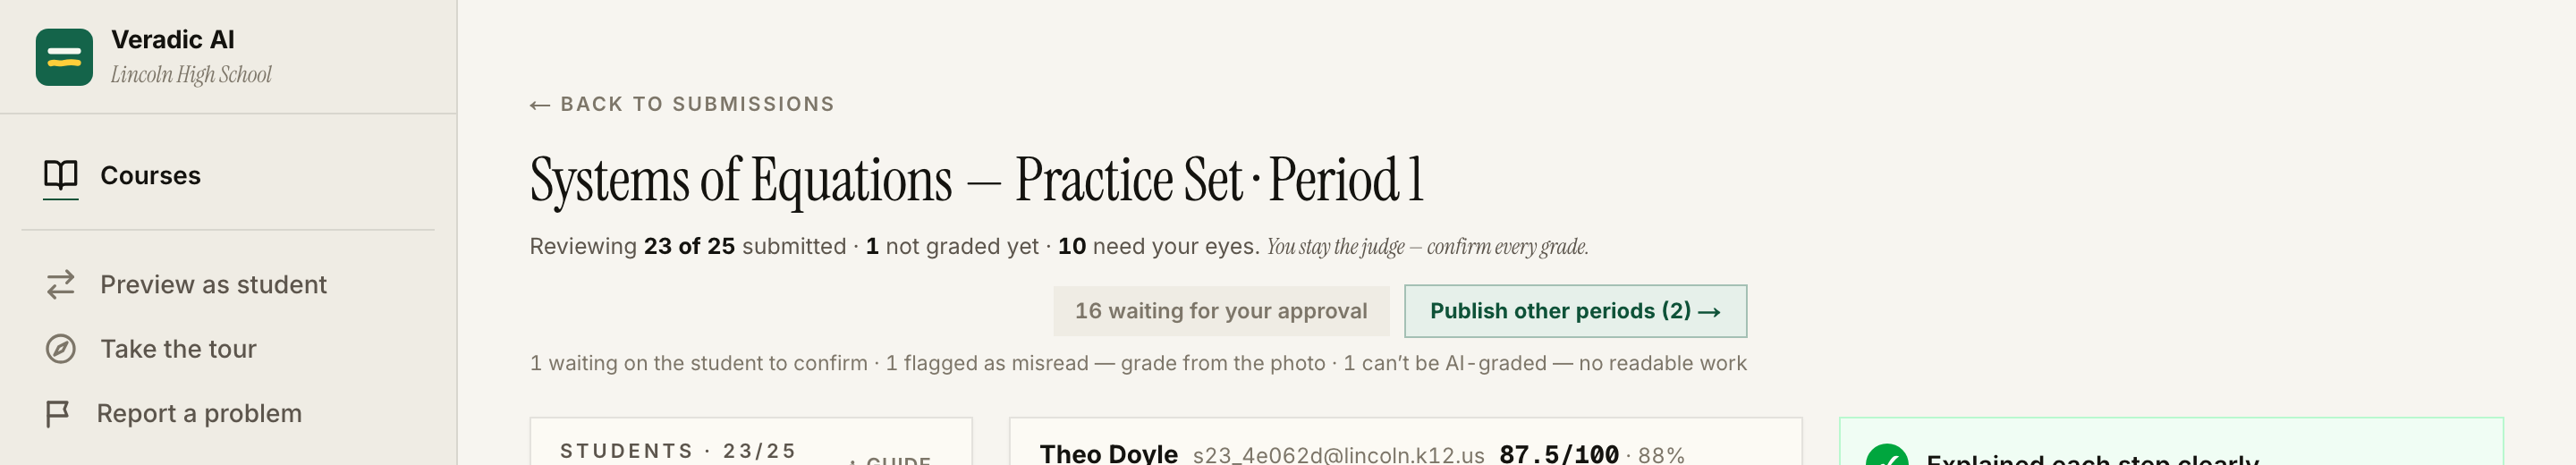 Veradic AI
Lincoln High School
Courses
Preview as student
Take the tour
Report a problem
← BACK TO SUBMISSIONS
Systems of Equations — Practice Set · Period 1
Reviewing 23 of 25 submitted · 1 not graded yet · 10 need your eyes. You stay the judge — confirm every grade.
16 waiting for your approval
Publish other periods (2) →
1 waiting on the student to confirm · 1 flagged as misread — grade from the photo · 1 can’t be AI-graded — no readable work
STUDENTS · 23/25
GUIDE
Theo Doyle s23_4e062d@lincoln.k12.us 87.5/100 · 88%
Explained each step clearly